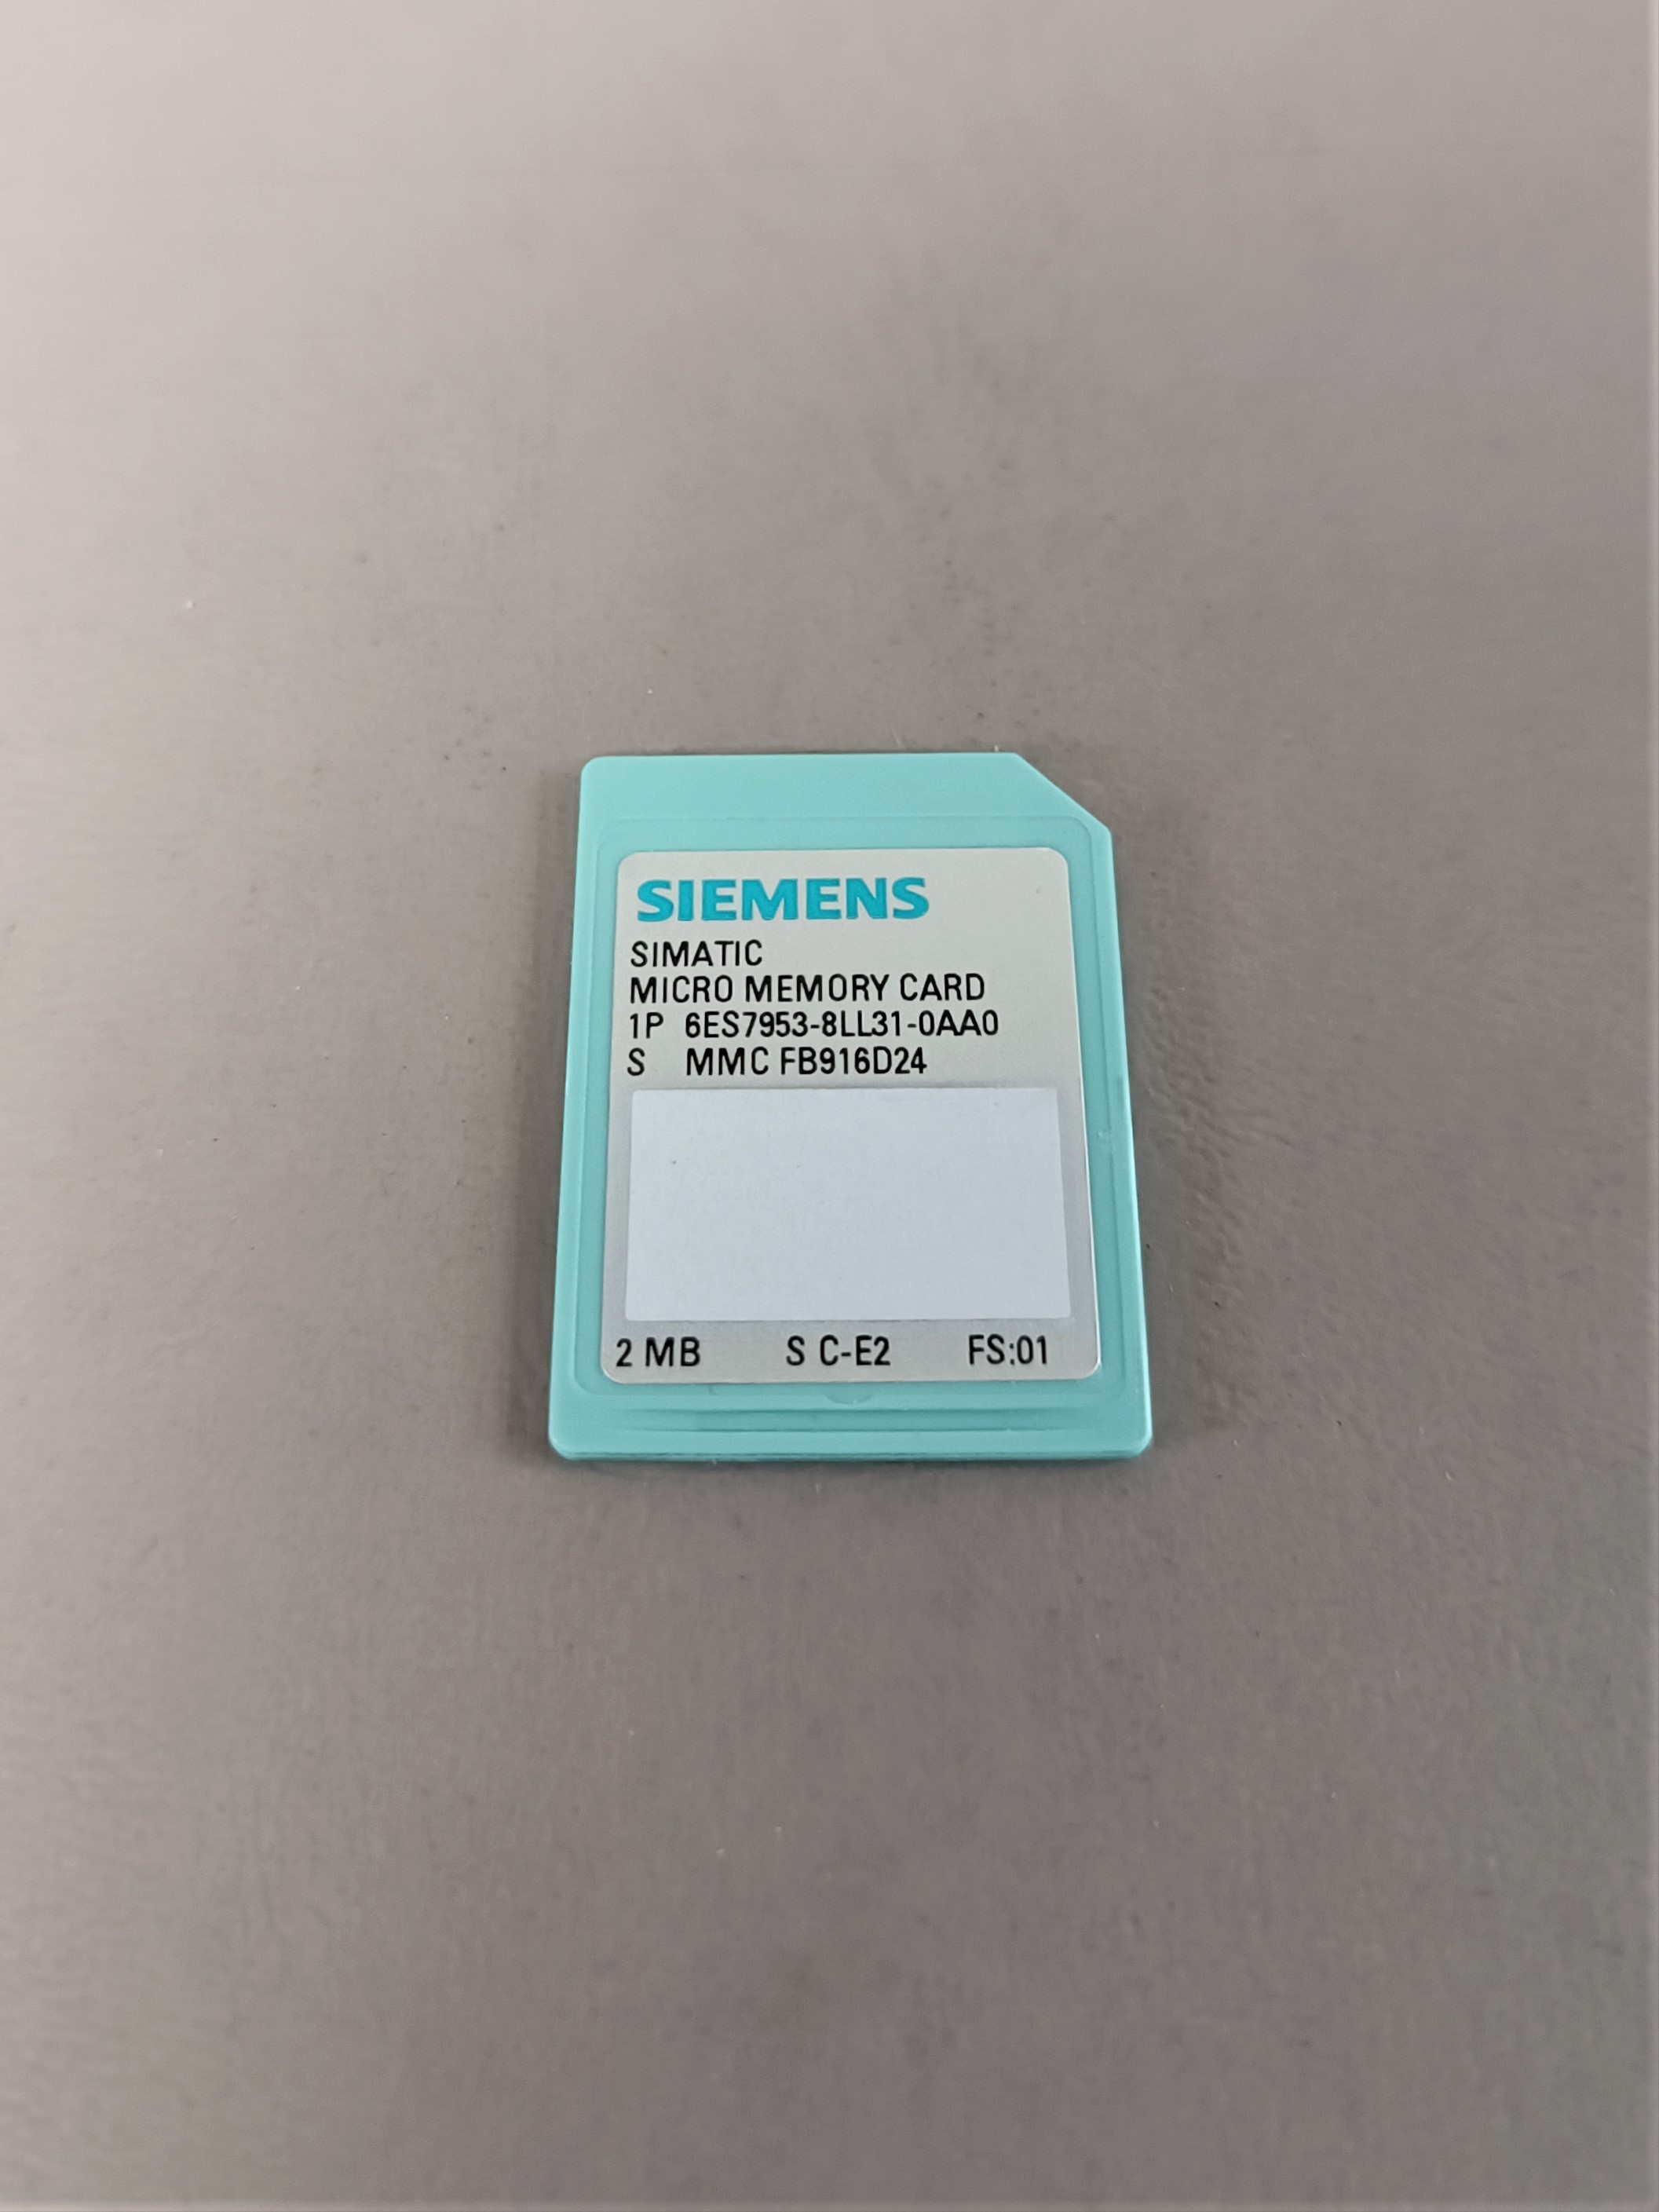 SIEMENS
SIMATIC
MICRO MEMORY CARD
1P 6ES7953-8LL31-0AA0
S MMC FB916D24
2 MB S C-E2 FS:01